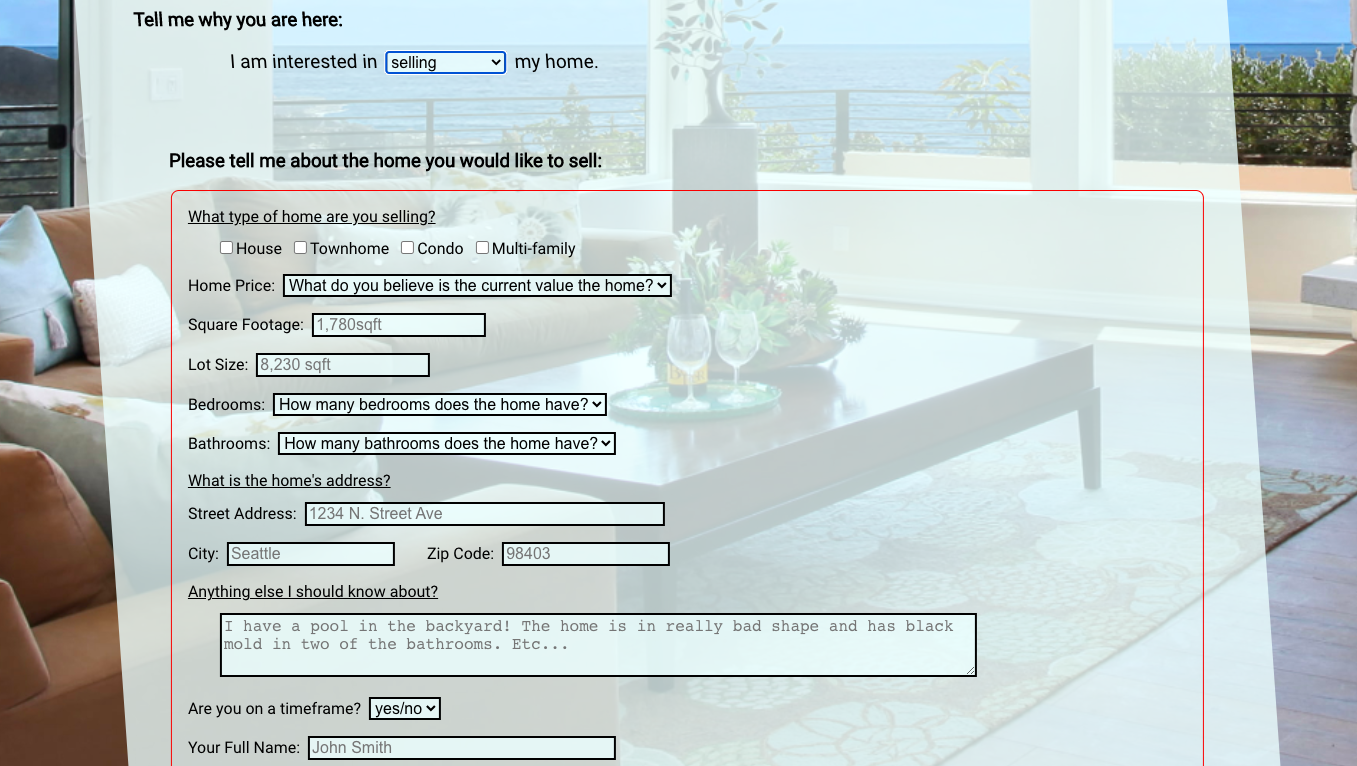 Tell me why you are here:
I am interested in selling my home.
Please tell me about the home you would like to sell:
What type of home are you selling?
House Townhome Condo Multi-family
Home Price: What do you believe is the current value the home?
Square Footage: 1,780sqft
Lot Size: 8,230 sqft
Bedrooms: How many bedrooms does the home have?
Bathrooms: How many bathrooms does the home have?
What is the home's address?
Street Address: 1234 N. Street Ave
City: Seattle Zip Code: 98403
Anything else I should know about?
I have a pool in the backyard! The home is in really bad shape and has black
mold in two of the bathrooms. Etc...
Are you on a timeframe? yes/no
Your Full Name: John Smith